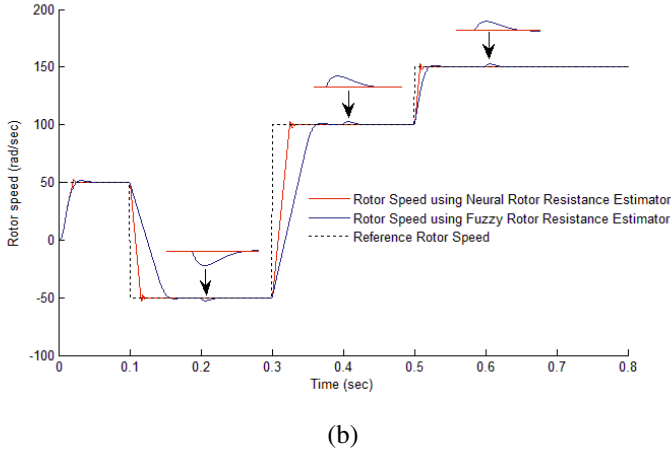 200
150
100
50
0
-50
-100
Rotor speed (rad/sec)
Rotor Speed using Neural Rotor Resistance Estimator
Rotor Speed using Fuzzy Rotor Resistance Estimator
Reference Rotor Speed
0 0.1 0.2 0.3 0.4 0.5 0.6 0.7 0.8
Time (sec)
(b)